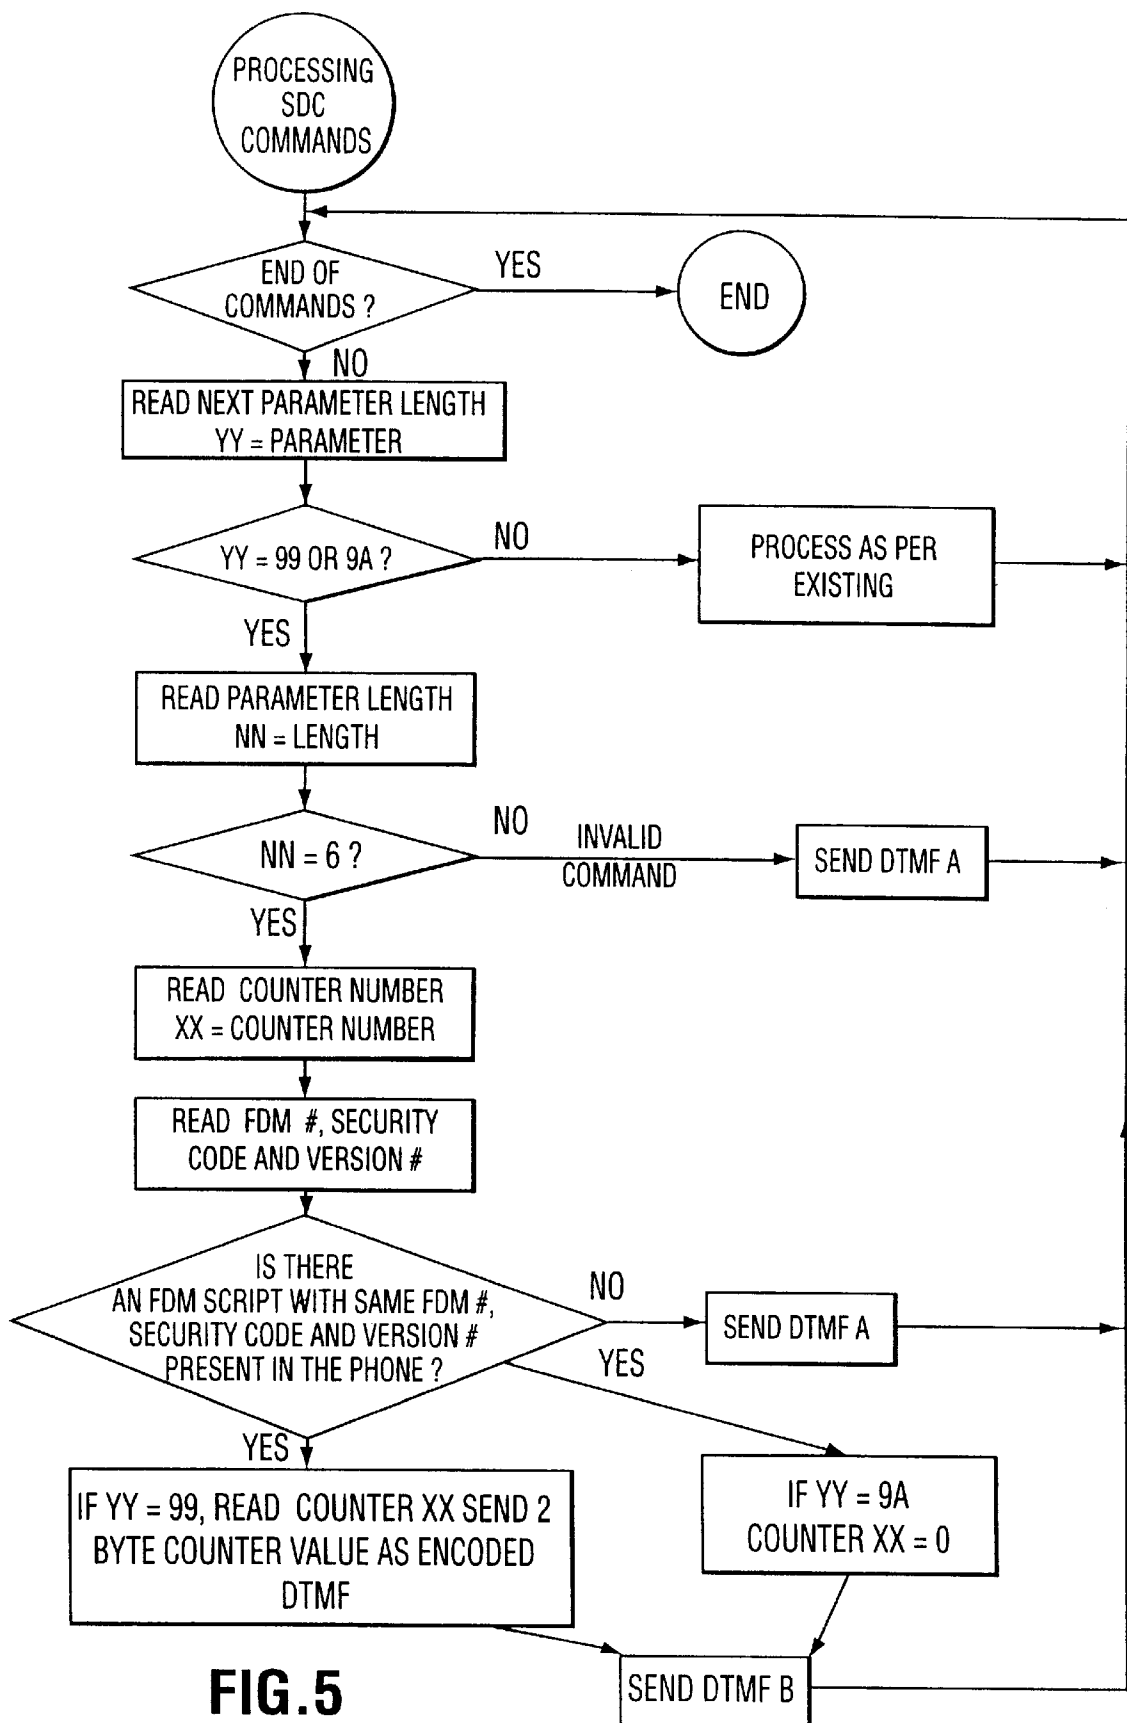 PROCESSING
SDC
COMMANDS
END OF
COMMANDS ?
YES
END
NO
READ NEXT PARAMETER LENGTH
YY = PARAMETER
YY = 99 OR 9A ?
NO
PROCESS AS PER
EXISTING
YES
READ PARAMETER LENGTH
NN = LENGTH
NN = 6 ?
NO
INVALID
COMMAND
SEND DTMF A
YES
READ COUNTER NUMBER
XX = COUNTER NUMBER
READ FDM #, SECURITY
CODE AND VERSION #
IS THERE
AN FDM SCRIPT WITH SAME FDM #,
SECURITY CODE AND VERSION #
PRESENT IN THE PHONE ?
NO
SEND DTMF A
YES
YES
IF YY = 99, READ COUNTER XX SEND 2
BYTE COUNTER VALUE AS ENCODED
DTMF
IF YY = 9A
COUNTER XX = 0
SEND DTMF B
FIG.5